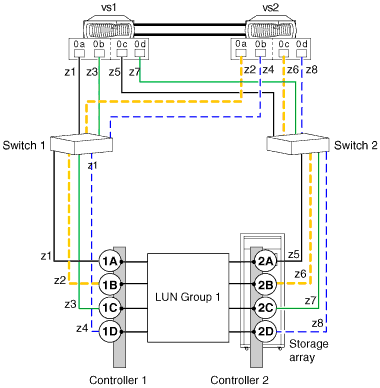 vs1 vs2
0a 0b 0c 0d 0a 0b 0c 0d
z1 z3 z5 z7 z2 z4 z6 z8
Switch 1 Switch 2
z1
z1 z5
1A 2A
z2 z6
1B LUN Group 1 2B
z3 1C 2C z7
z4 1D 2D z8
Storage
array
Controller 1 Controller 2